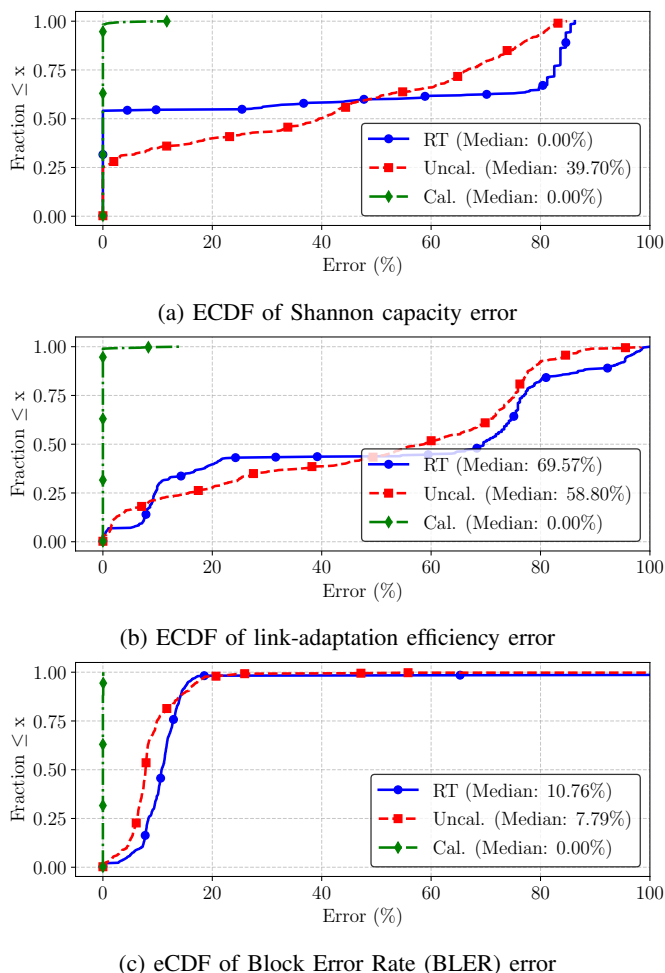 1.00
0.75
0.50
0.25
0.00
Fraction ≤ x
RT (Median: 0.00%)
Uncal. (Median: 39.70%)
Cal. (Median: 0.00%)
0 20 40 60 80 100
Error (%)
(a) ECDF of Shannon capacity error
1.00
0.75
0.50
0.25
0.00
Fraction ≤ x
RT (Median: 69.57%)
Uncal. (Median: 58.80%)
Cal. (Median: 0.00%)
0 20 40 60 80 100
Error (%)
(b) ECDF of link-adaptation efficiency error
1.00
0.75
0.50
0.25
0.00
Fraction ≤ x
RT (Median: 10.76%)
Uncal. (Median: 7.79%)
Cal. (Median: 0.00%)
0 20 40 60 80 100
Error (%)
(c) eCDF of Block Error Rate (BLER) error